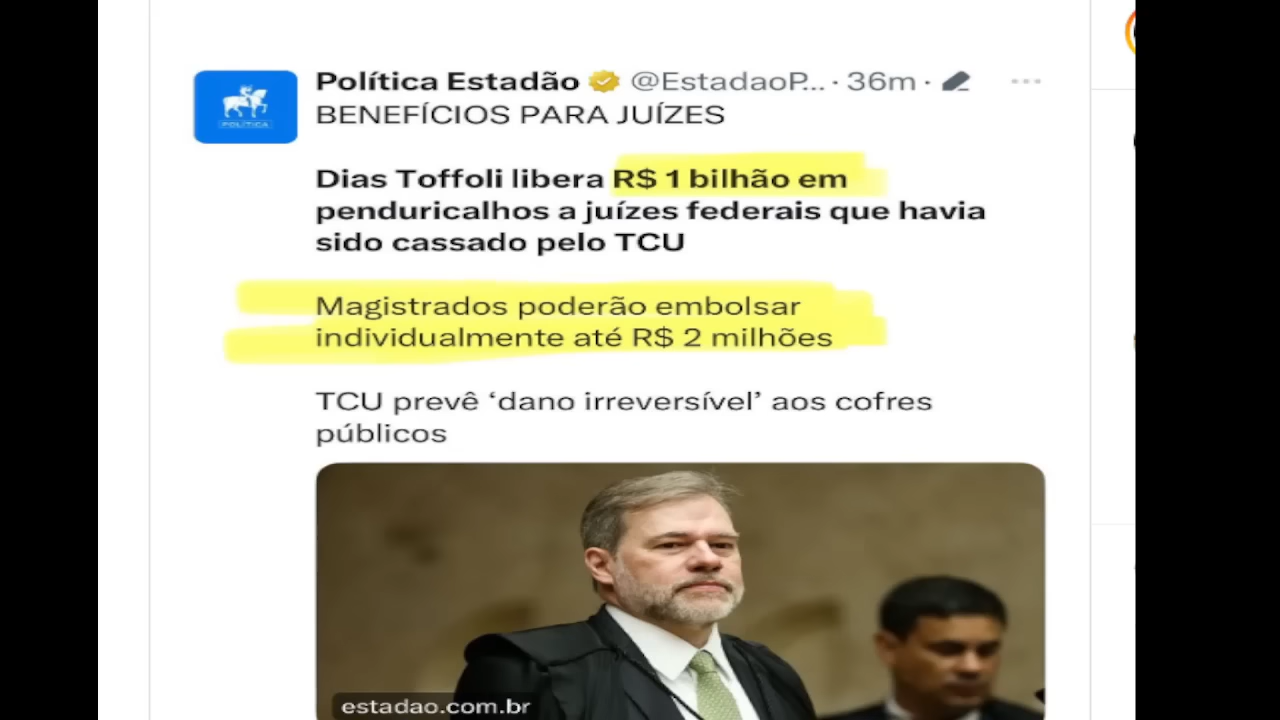 Política Estadão @EstadaoP... · 36m ·
BENEFÍCIOS PARA JUÍZES
POLÍTICA
Dias Toffoli libera R$ 1 bilhão em
penduricalhos a juízes federais que havia
sido cassado pelo TCU
Magistrados poderão embolsar
individualmente até R$ 2 milhões
TCU prevê ‘dano irreversível’ aos cofres
públicos
estadao.com.br